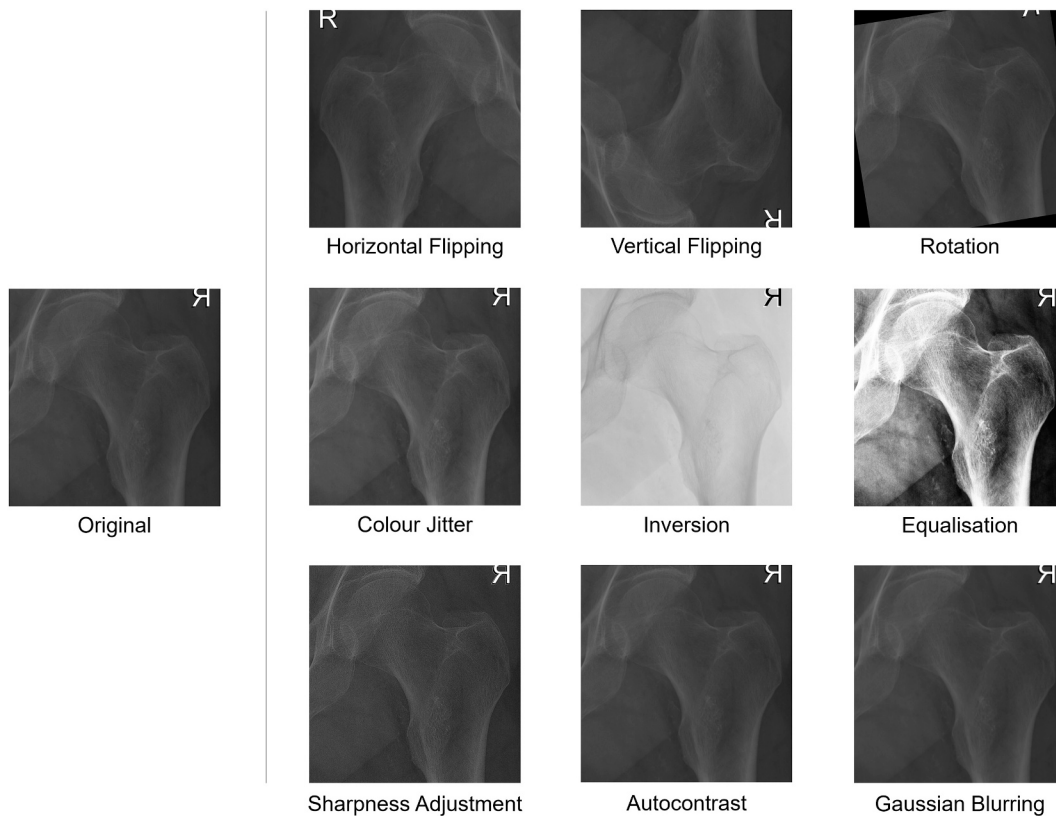 R
R
A
Horizontal Flipping
Vertical Flipping
Rotation
R
R
R
Original
Colour Jitter
Inversion
Equalisation
R
R
R
Sharpness Adjustment
Autocontrast
Gaussian Blurring